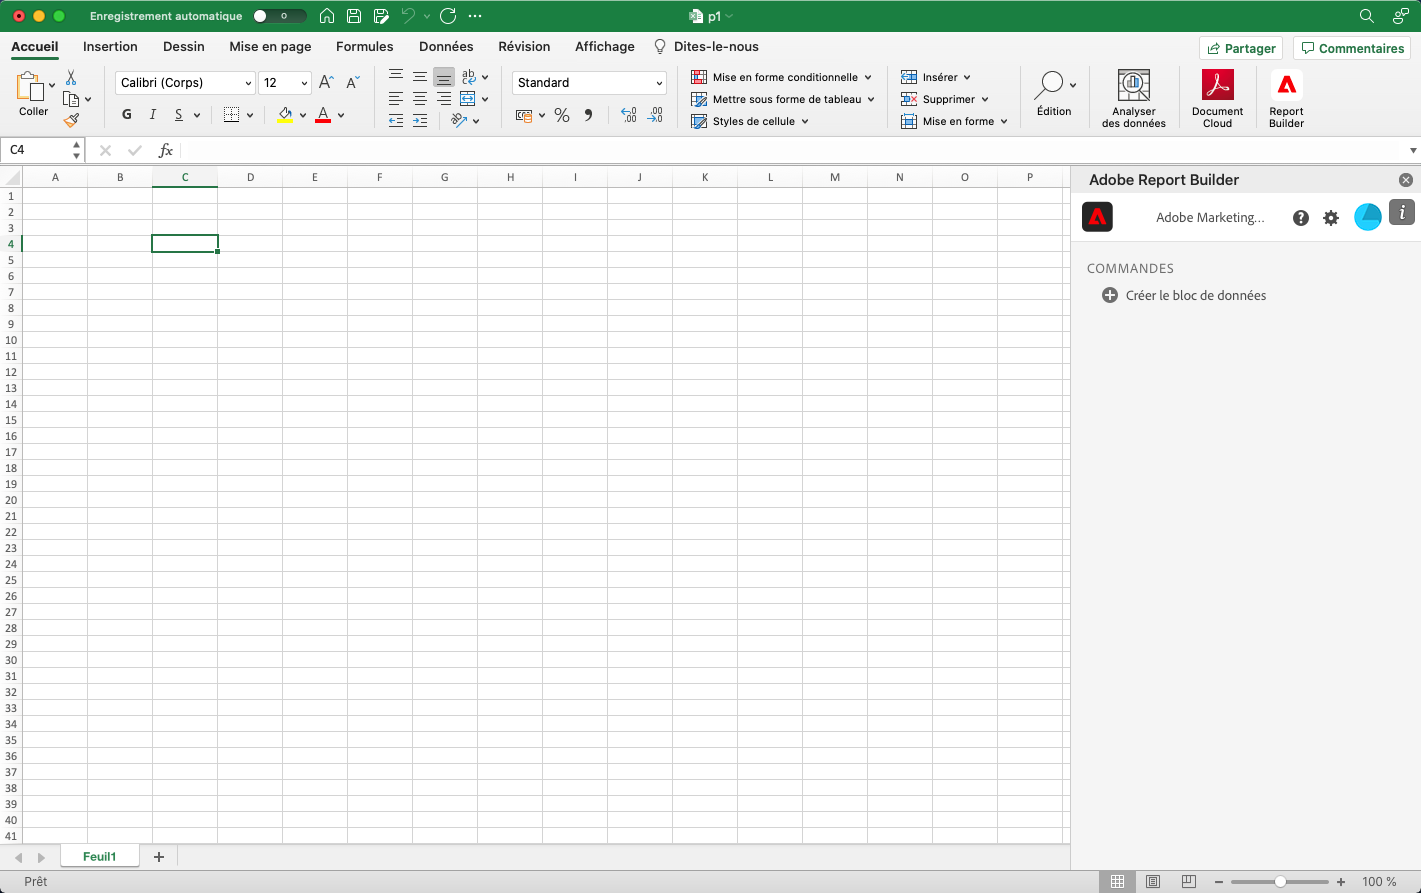 Enregistrement automatique
p1
Accueil Insertion Dessin Mise en page Formules Données Révision Affichage Dites-le-nous
Partager Commentaires
Coller
Calibri (Corps) 12
G I S
ab
Standard
%
Mise en forme conditionnelle
Mettre sous forme de tableau
Styles de cellule
Insérer
Supprimer
Mise en forme
Édition
Analyser
des données
Document
Cloud
Report
Builder
C4
fx
A B C D E F G H I J K L M N O P
1
2
3
4
5
6
7
8
9
10
11
12
13
14
15
16
17
18
19
20
21
22
23
24
25
26
27
28
29
30
31
32
33
34
35
36
37
38
39
40
41
Adobe Report Builder
Adobe Marketing...
COMMANDES
Créer le bloc de données
Feuil1
Prêt
100 %